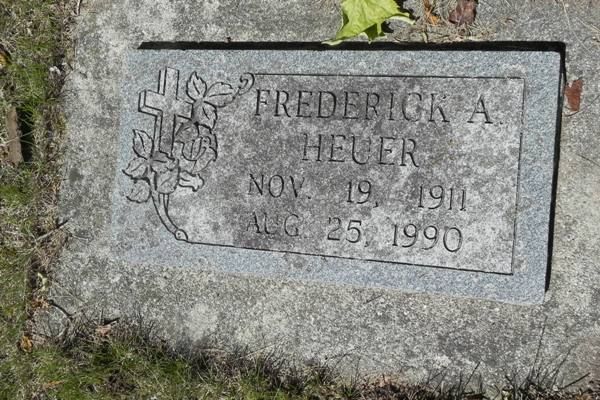 FREDERICK A.
HEUER
NOV. 19, 1911
AUG. 25, 1990